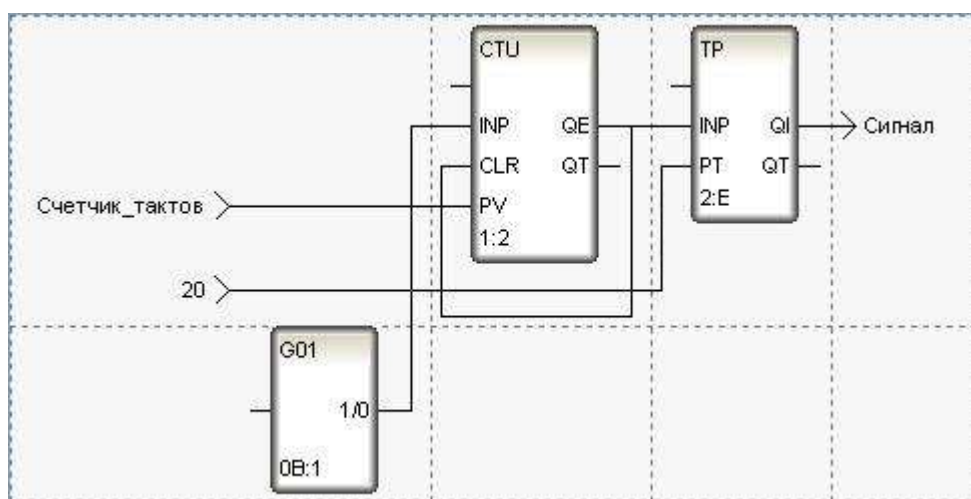 CTU
TP
INP QE
INP QI
Сигнал
CLR QT
PT QT
Счетчик_тактов
PV
2:E
1:2
20
G01
1/0
0B:1